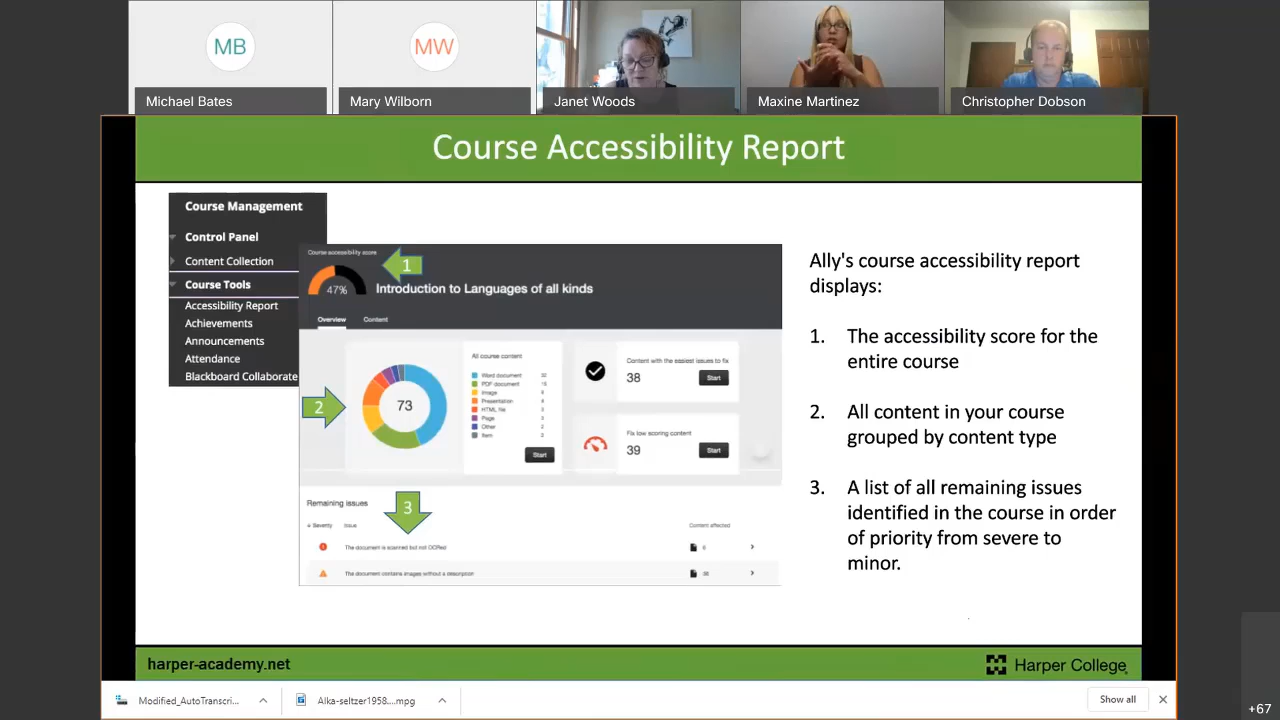 MB
MW
Michael Bates
Mary Wilborn
Janet Woods
Maxine Martinez
Christopher Dobson
Course Accessibility Report
Course Management
Control Panel
Content Collection
Course Tools
Accessibility Report
Achievements
Announcements
Attendance
Blackboard Collaborate
Course accessibility score
1
47%
Introduction to Languages of all kinds
Overview
Content
2
73
All course content
Word document 32
PDF document
Image
Presentation
HTML file
Page
Other
Item
Start
Content with the easiest issues to fix
38
Start
Fix low scoring content
39
Start
Remaining issues
3
Severity Issue Content affected
The document is scanned but not OCRed
The document contains images without a description
Ally's course accessibility report
displays:
1. The accessibility score for the
entire course
2. All content in your course
grouped by content type
3. A list of all remaining issues
identified in the course in order
of priority from severe to
minor.
harper-academy.net
Harper College
Modified_AutoTranscri...
Alka-seltzer1958....mpg
Show all
+67